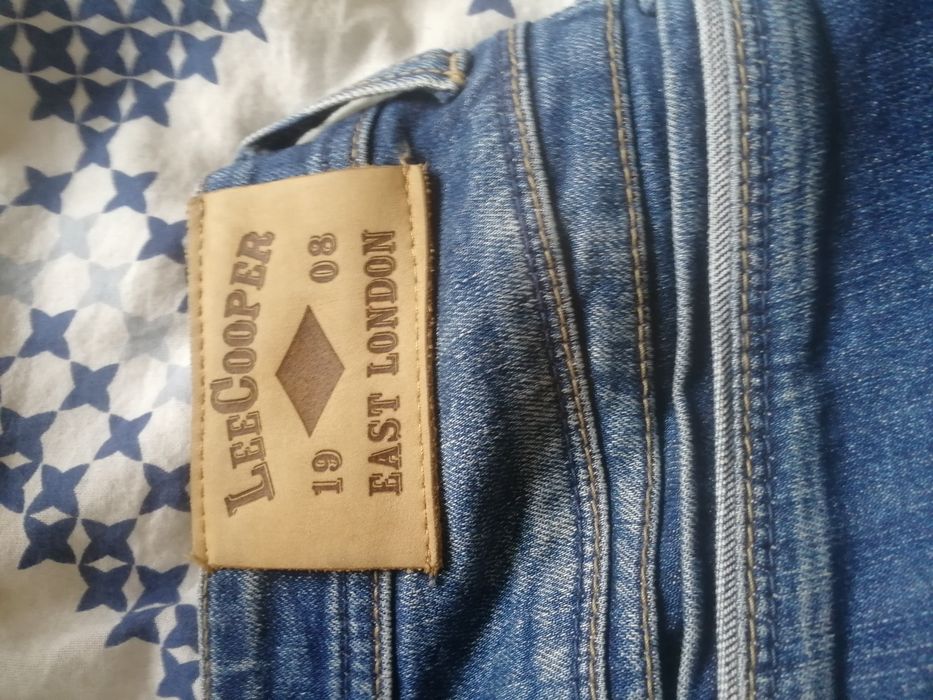 LEECOOPER
19 08
EAST LONDON